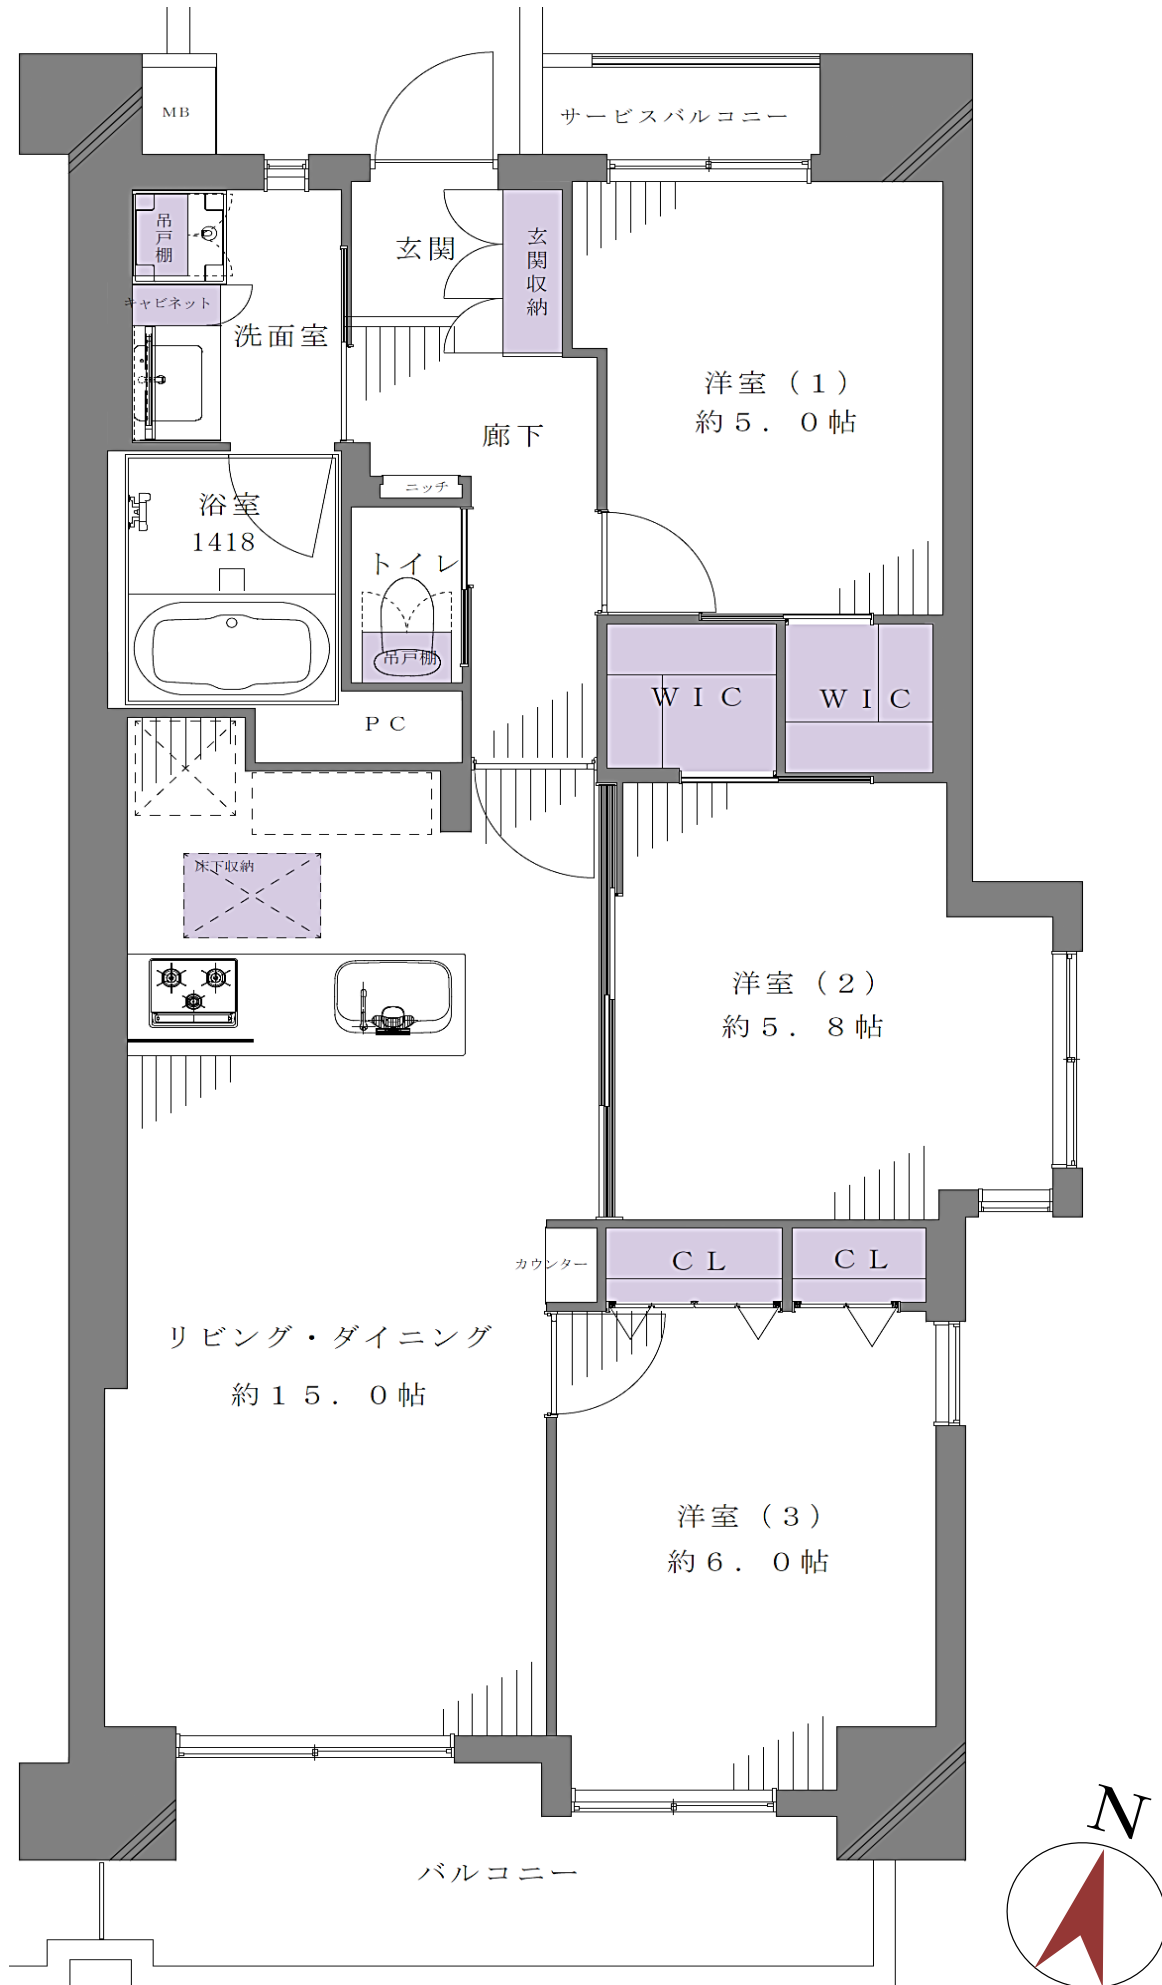 MB
サービスバルコニー
吊戸棚
玄関
玄関収納
キャビネット
洗面室
洋室（１）
約５．０帖
廊下
ニッチ
浴室
1418
トイレ
吊戸棚
ＷＩＣ
ＷＩＣ
ＰＣ
床下収納
洋室（２）
約５．８帖
カウンター
ＣＬ
ＣＬ
リビング・ダイニング
約１５．０帖
洋室（３）
約６．０帖
バルコニー
N